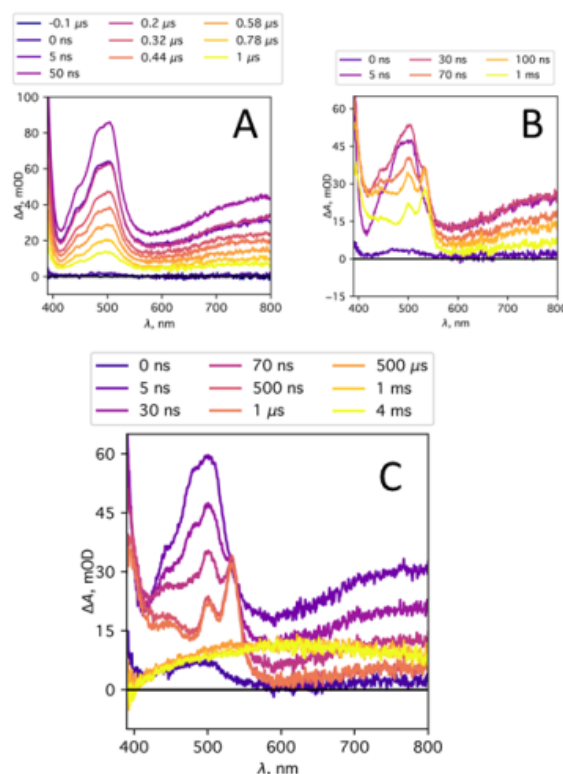 -0.1 µs 0.2 µs 0.58 µs
0 ns 0.32 µs 0.78 µs
5 ns 0.44 µs 1 µs
50 ns
A
100
80
60
40
20
0
ΔA, mOD
400 500 600 700 800
λ, nm
0 ns 30 ns 100 ns
5 ns 70 ns 1 ms
B
60
45
30
15
0
−15
ΔA, mOD
400 500 600 700 800
λ, nm
0 ns 70 ns 500 µs
5 ns 500 ns 1 ms
30 ns 1 µs 4 ms
C
60
45
30
15
0
ΔA, mOD
400 500 600 700 800
λ, nm